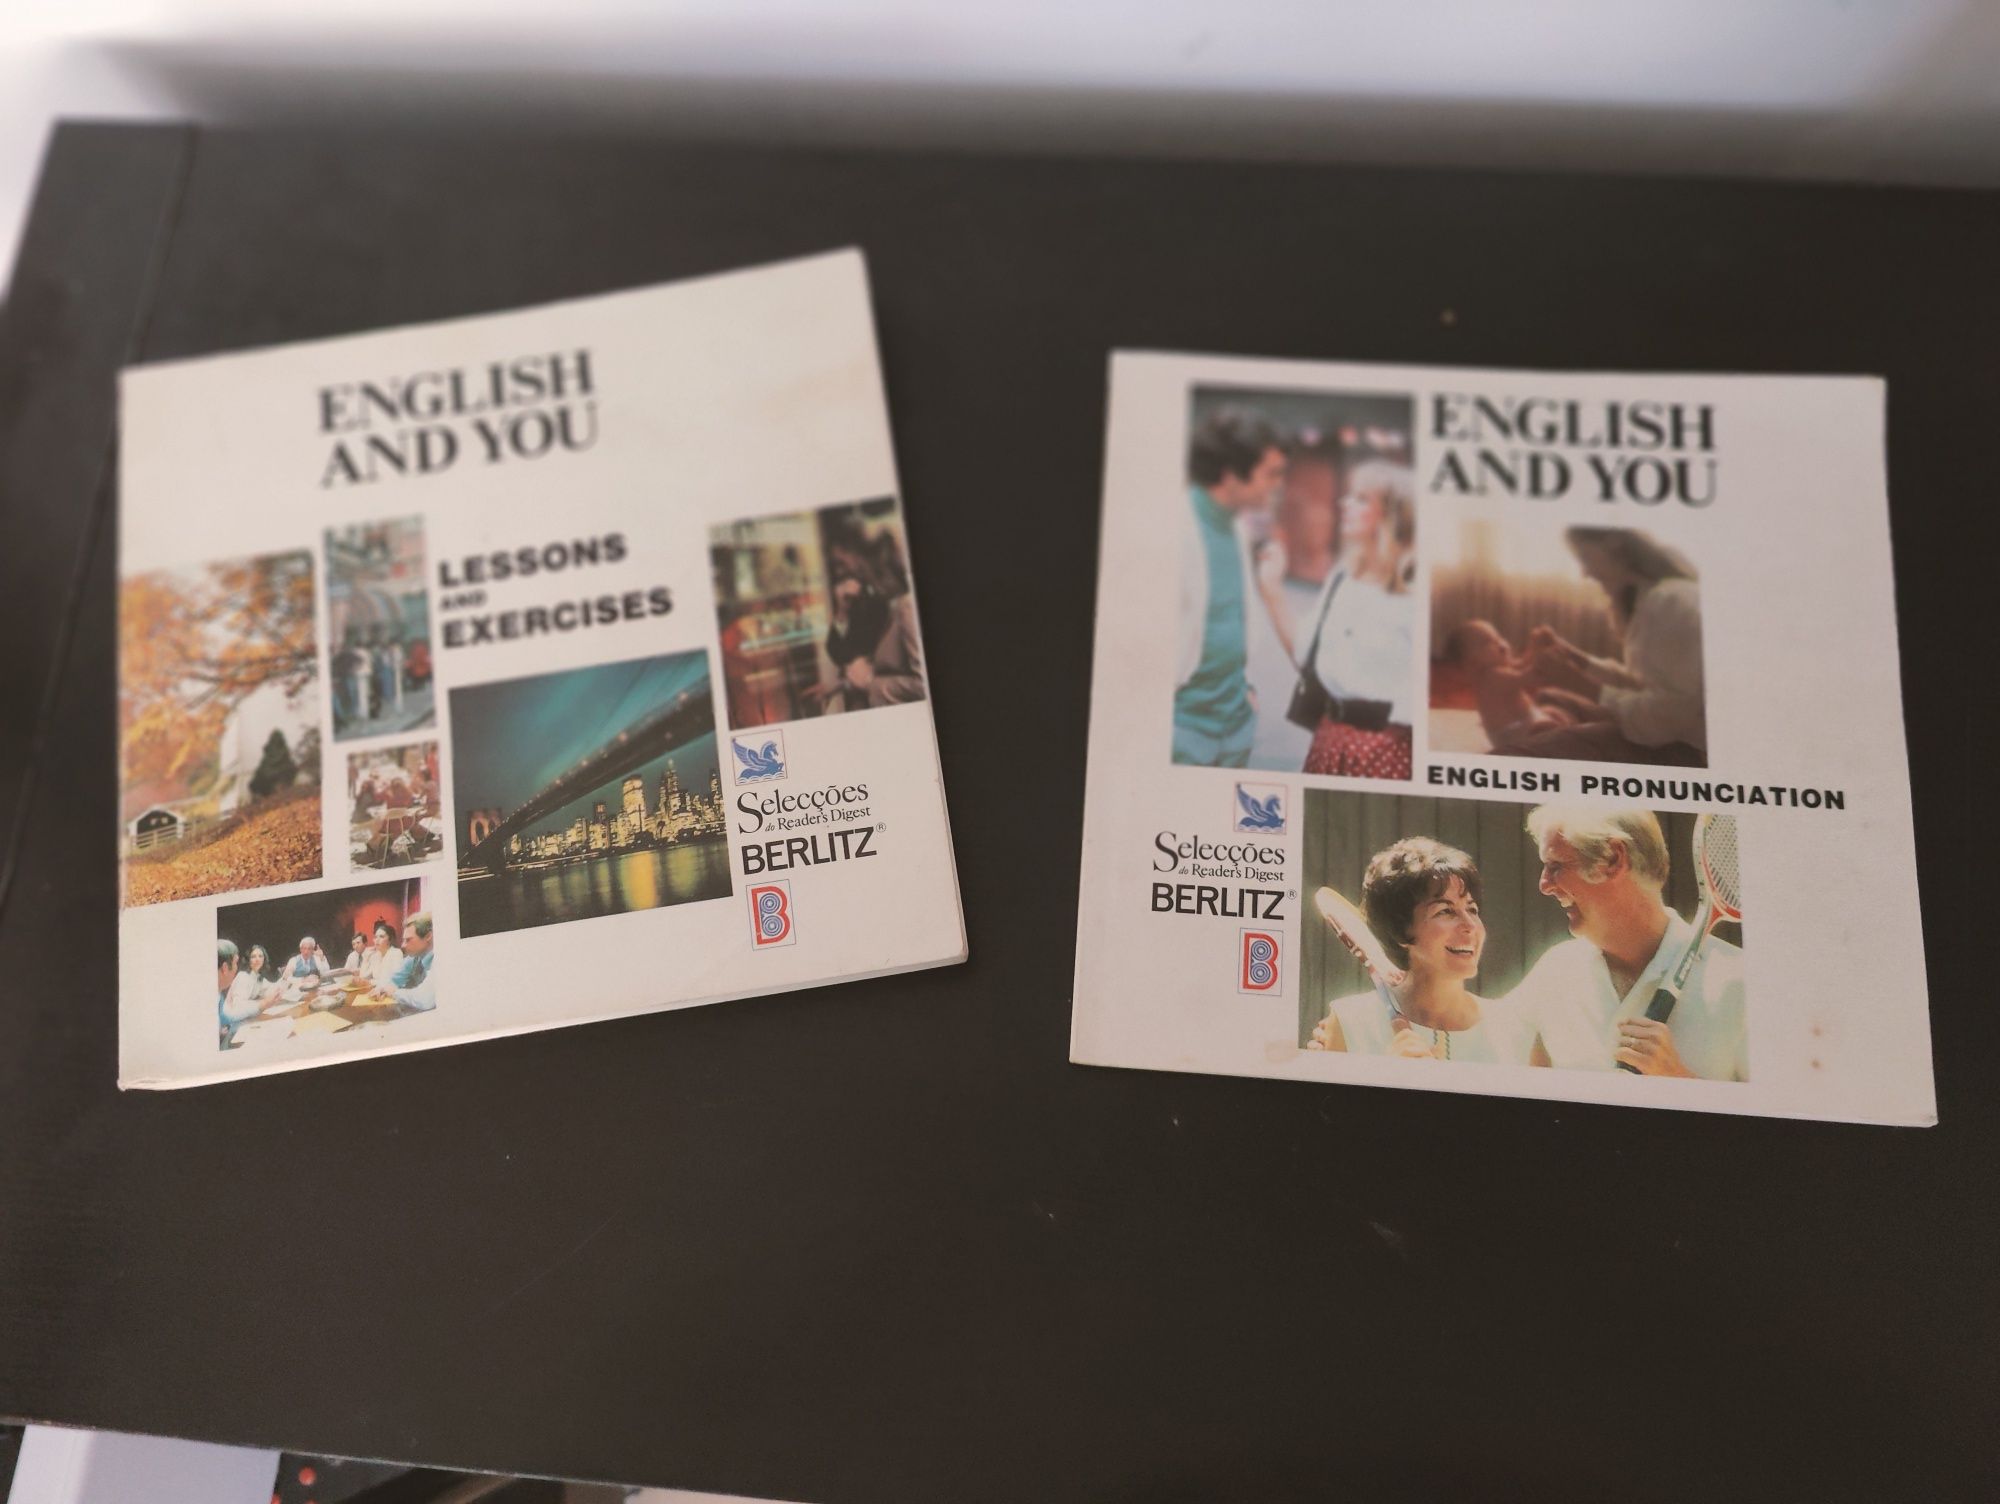 ENGLISH
AND YOU
LESSONS
AND
EXERCISES
Selecções
do Reader's Digest
BERLITZ®
B
ENGLISH
AND YOU
ENGLISH PRONUNCIATION
Selecções
do Reader's Digest
BERLITZ®
B